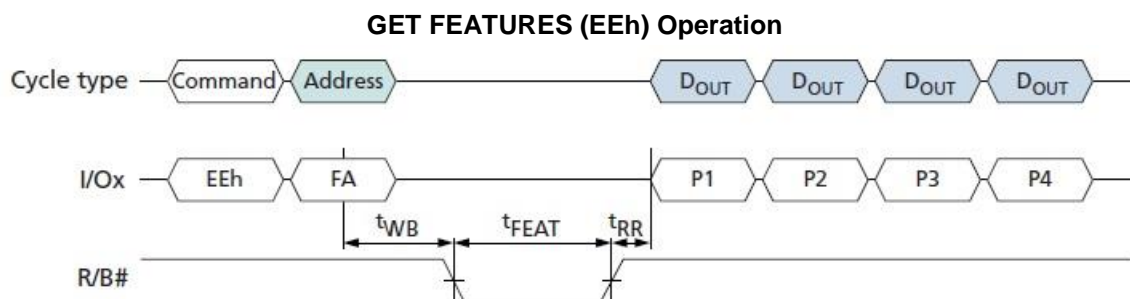 GET FEATURES (EEh) Operation
Cycle type Command Address DOUT DOUT DOUT DOUT
I/Ox EEh FA P1 P2 P3 P4
tWB tFEAT tRR
R/B#